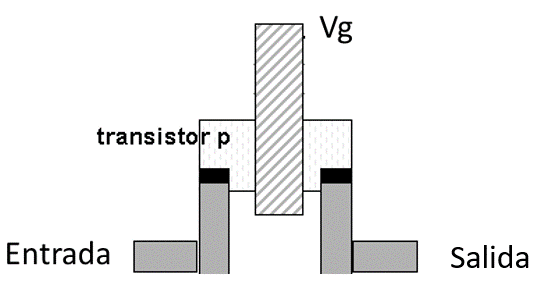 Vg
transistor p
Entrada
Salida